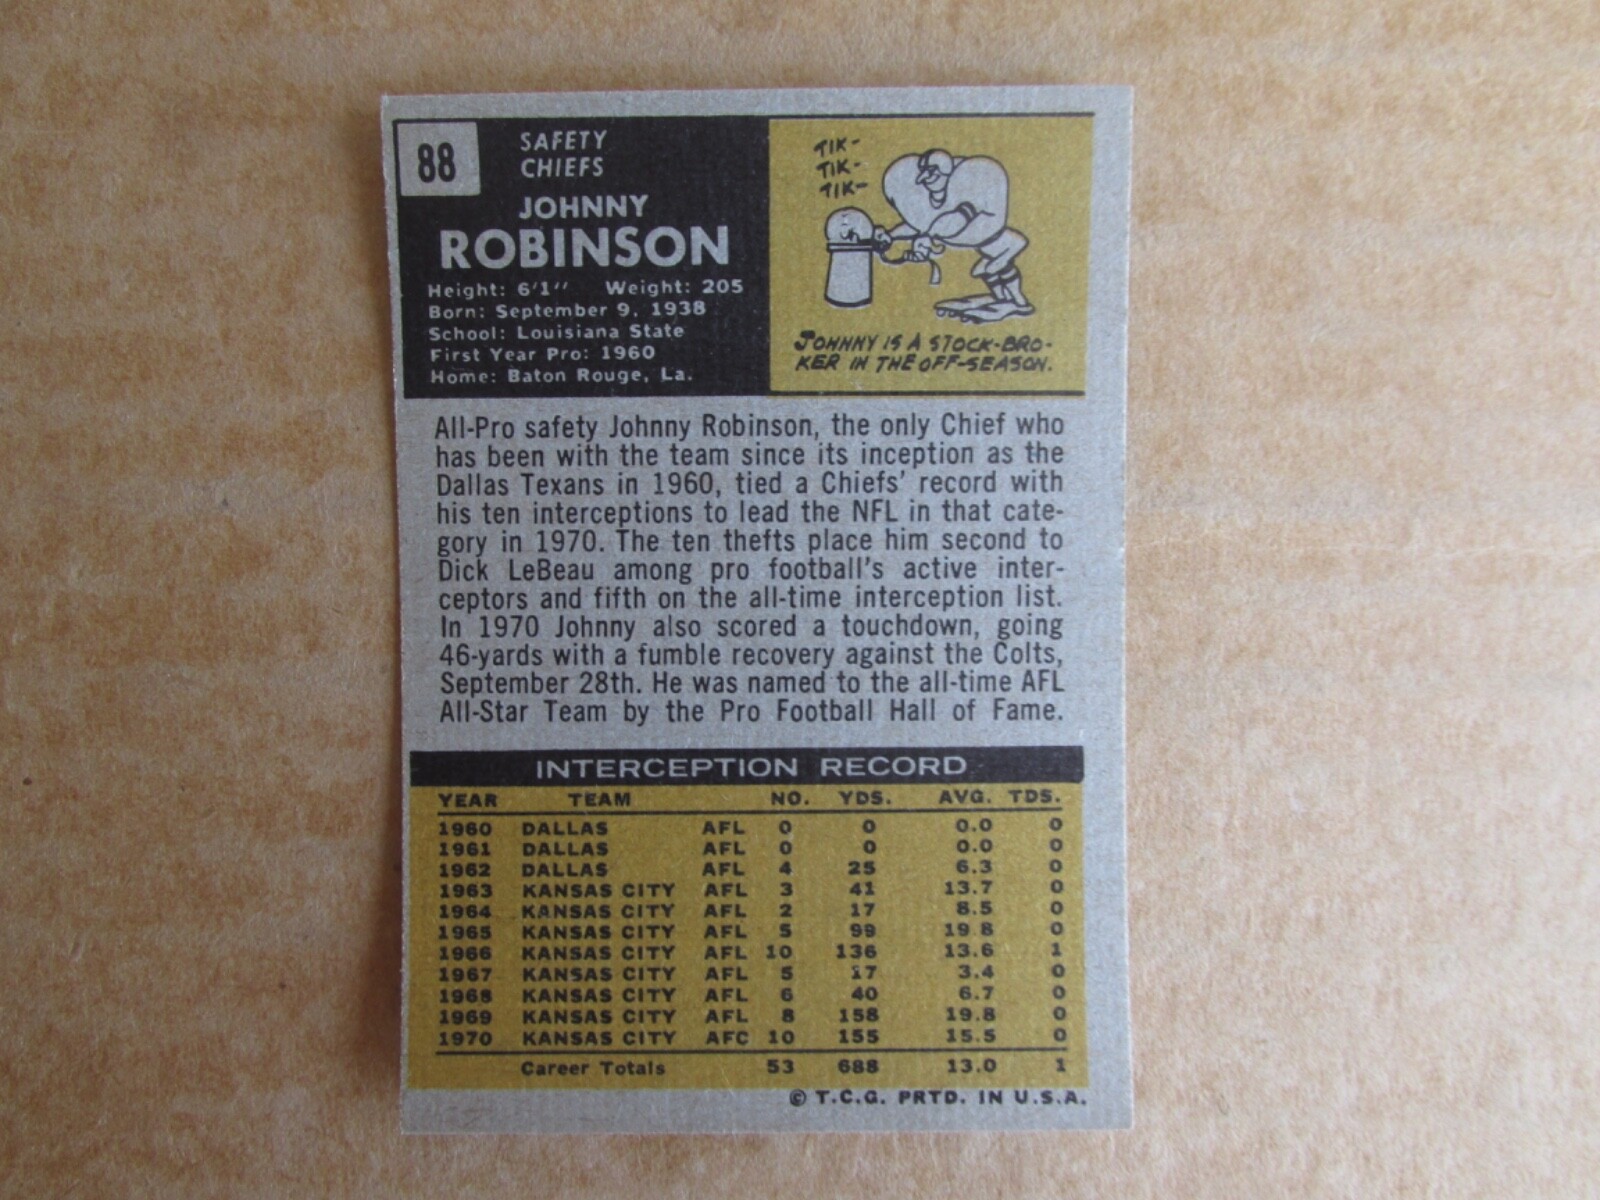 88
SAFETY
CHIEFS
JOHNNY
ROBINSON
Height: 6'1" Weight: 205
Born: September 9, 1938
School: Louisiana State
First Year Pro: 1960
Home: Baton Rouge, La.
TIK-
TIK-
TIK-
JOHNNY IS A STOCK-BRO-
KER IN THE OFF-SEASON.
All-Pro safety Johnny Robinson, the only Chief who
has been with the team since its inception as the
Dallas Texans in 1960, tied a Chiefs' record with
his ten interceptions to lead the NFL in that cate-
gory in 1970. The ten thefts place him second to
Dick LeBeau among pro football's active inter-
ceptors and fifth on the all-time interception list.
In 1970 Johnny also scored a touchdown, going
46-yards with a fumble recovery against the Colts,
September 28th. He was named to the all-time AFL
All-Star Team by the Pro Football Hall of Fame.
INTERCEPTION RECORD
YEAR TEAM NO. YDS. AVG. TDS.
1960 DALLAS AFL 0 0 0.0 0
1961 DALLAS AFL 0 0 0.0 0
1962 DALLAS AFL 4 25 6.3 0
1963 KANSAS CITY AFL 3 41 13.7 0
1964 KANSAS CITY AFL 2 17 8.5 0
1965 KANSAS CITY AFL 5 99 19.8 0
1966 KANSAS CITY AFL 10 136 13.6 1
1967 KANSAS CITY AFL 5 17 3.4 0
1968 KANSAS CITY AFL 6 40 6.7 0
1969 KANSAS CITY AFL 8 158 19.8 0
1970 KANSAS CITY AFC 10 155 15.5 0
Career Totals 53 688 13.0 1
© T.C.G. PRTD. IN U.S.A.